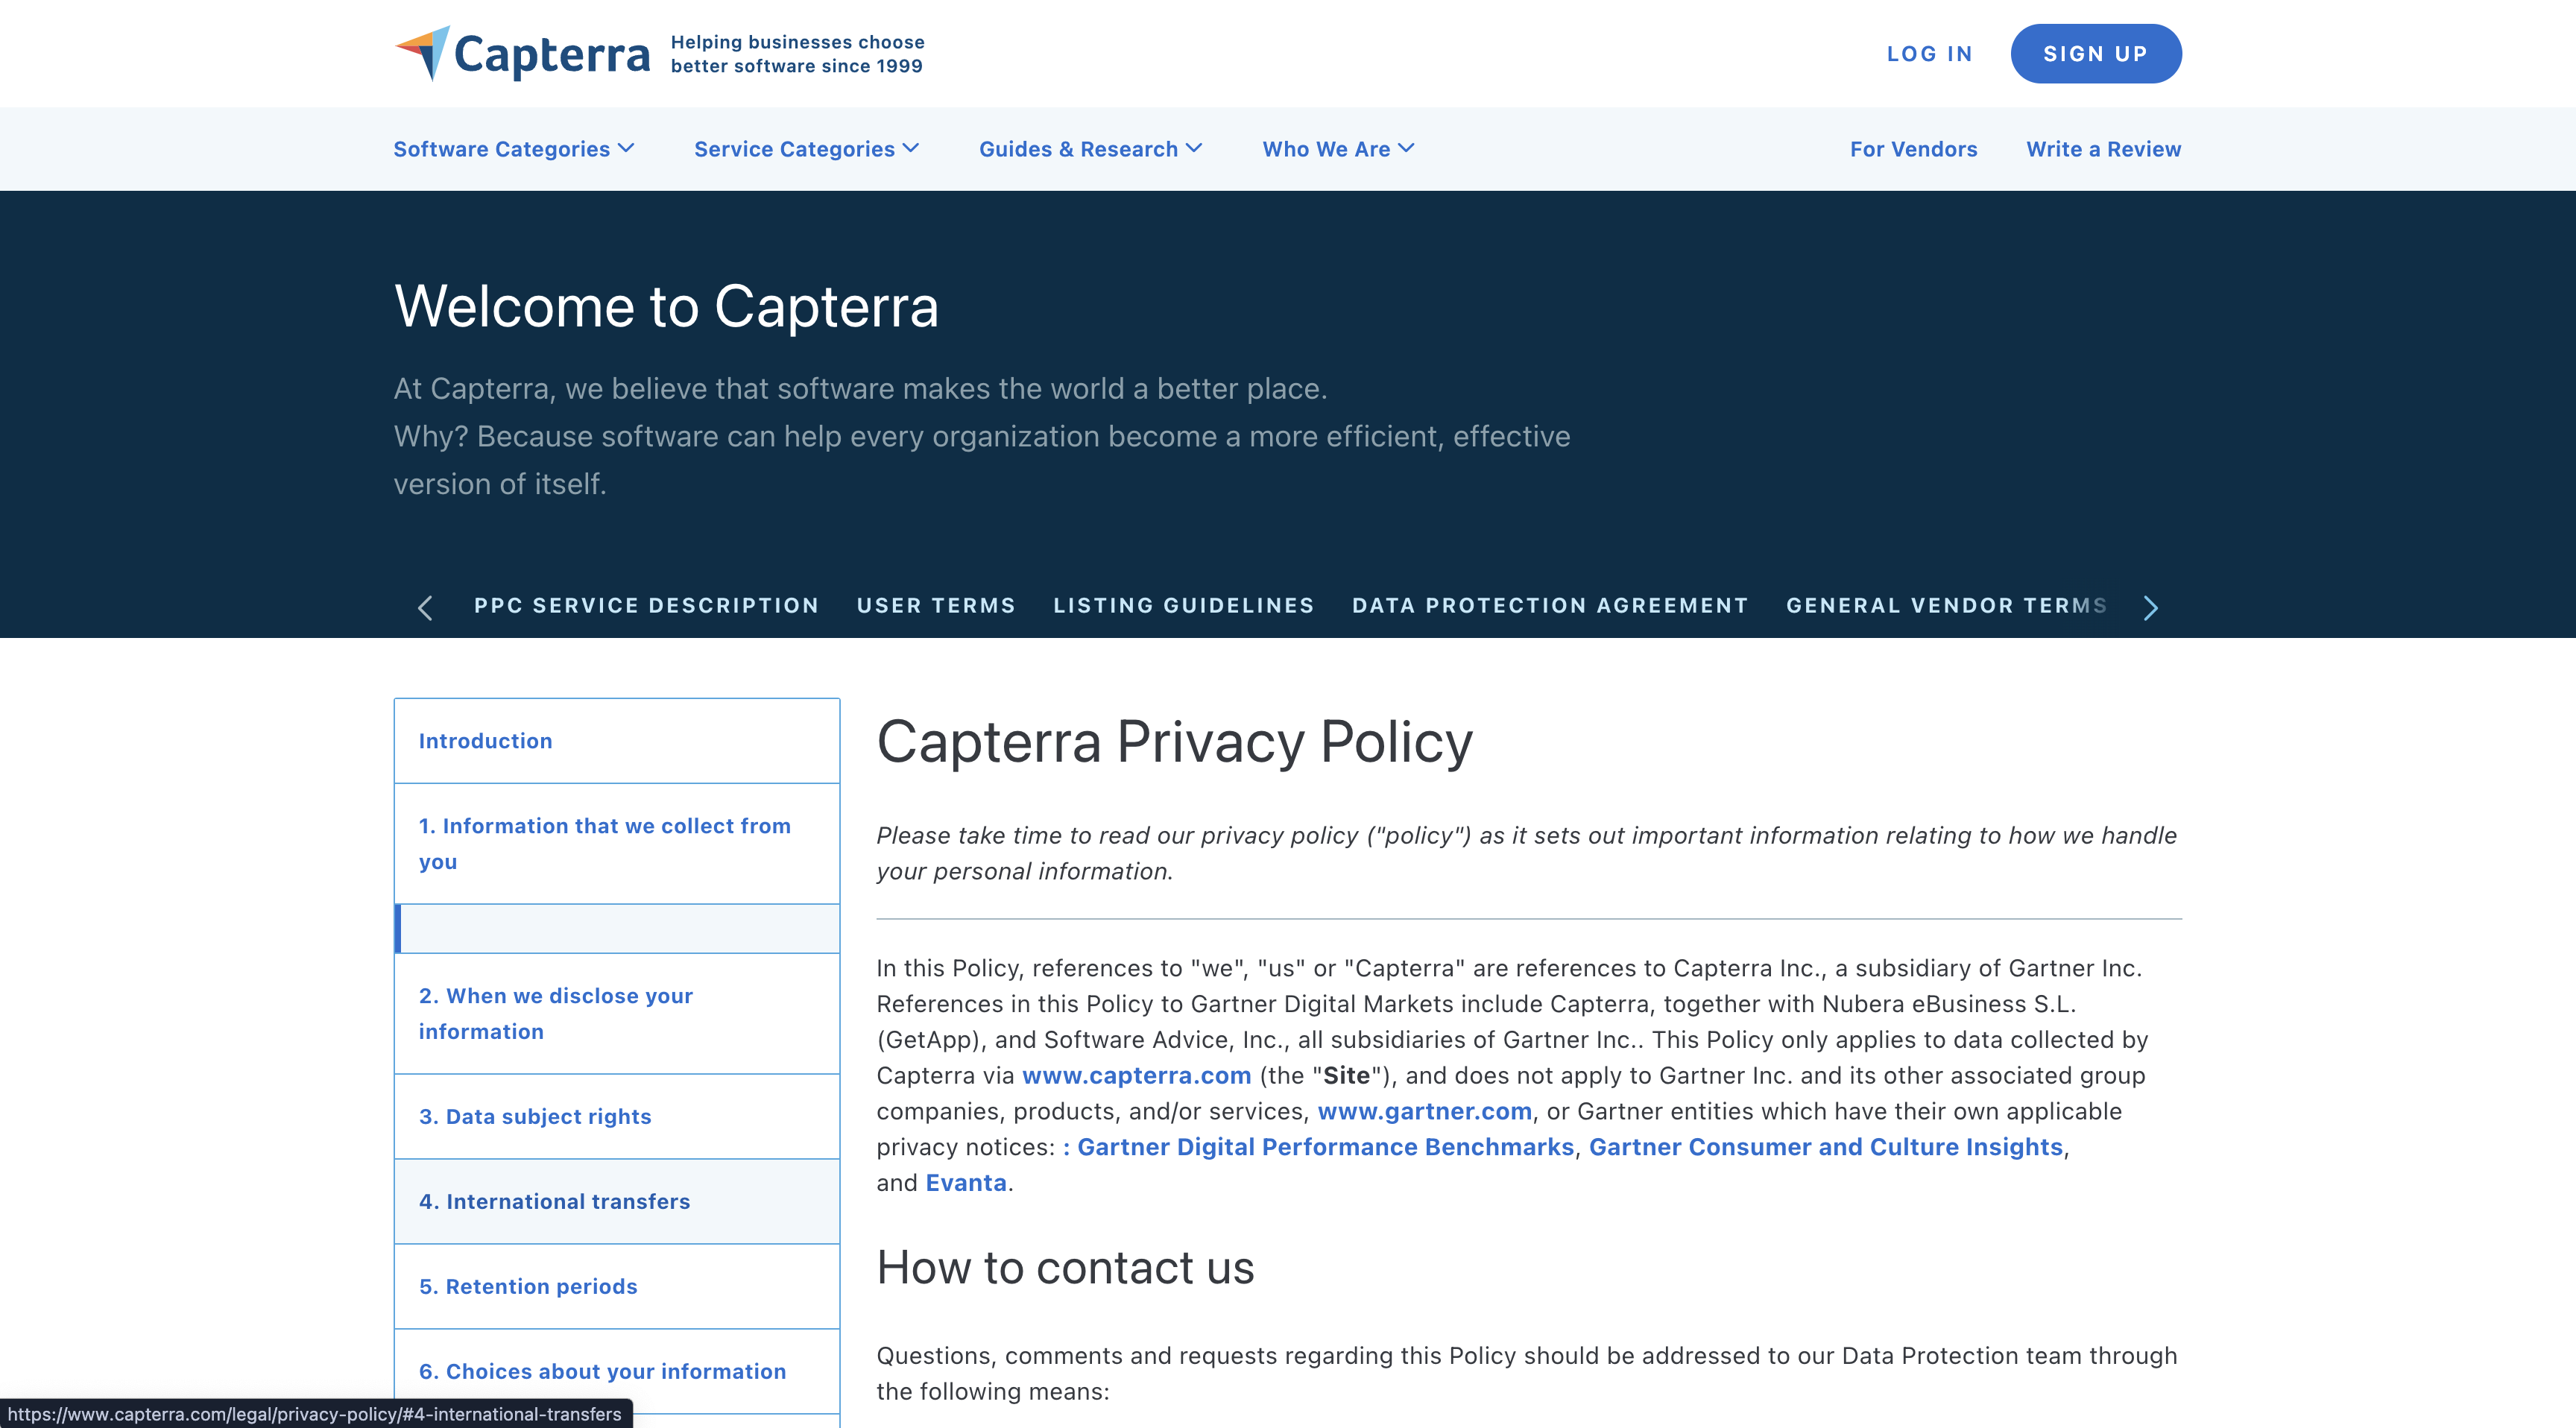 Capterra
Helping businesses choose
better software since 1999
LOG IN
SIGN UP
Software Categories
Service Categories
Guides & Research
Who We Are
For Vendors
Write a Review
Welcome to Capterra
At Capterra, we believe that software makes the world a better place.
Why? Because software can help every organization become a more efficient, effective
version of itself.
PPC SERVICE DESCRIPTION
USER TERMS
LISTING GUIDELINES
DATA PROTECTION AGREEMENT
GENERAL VENDOR TERMS
Introduction
1. Information that we collect from
you
2. When we disclose your
information
3. Data subject rights
4. International transfers
5. Retention periods
6. Choices about your information
Capterra Privacy Policy
Please take time to read our privacy policy ("policy") as it sets out important information relating to how we handle
your personal information.
In this Policy, references to "we", "us" or "Capterra" are references to Capterra Inc., a subsidiary of Gartner Inc.
References in this Policy to Gartner Digital Markets include Capterra, together with Nubera eBusiness S.L.
(GetApp), and Software Advice, Inc., all subsidiaries of Gartner Inc.. This Policy only applies to data collected by
Capterra via www.capterra.com (the "Site"), and does not apply to Gartner Inc. and its other associated group
companies, products, and/or services, www.gartner.com, or Gartner entities which have their own applicable
privacy notices: : Gartner Digital Performance Benchmarks, Gartner Consumer and Culture Insights,
and Evanta.
How to contact us
Questions, comments and requests regarding this Policy should be addressed to our Data Protection team through
the following means:
https://www.capterra.com/legal/privacy-policy/#4-international-transfers